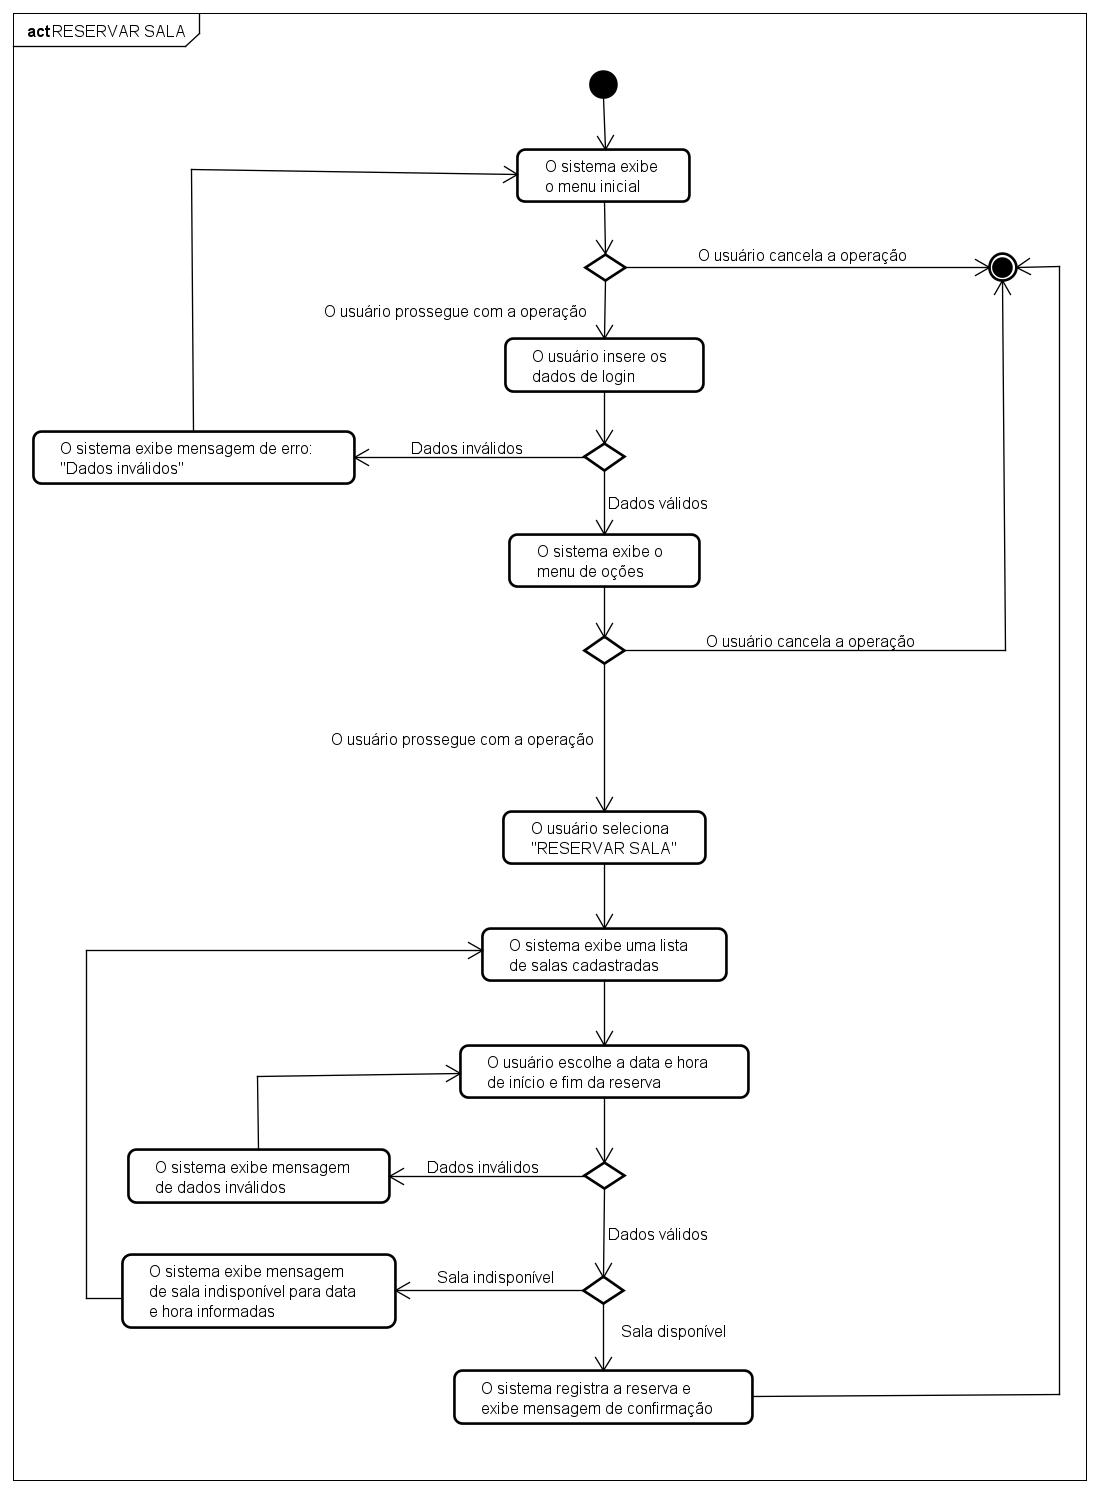 act RESERVAR SALA
O sistema exibe
o menu inicial
O usuário cancela a operação
O usuário prossegue com a operação
O usuário insere os
dados de login
O sistema exibe mensagem de erro:
"Dados inválidos"
Dados inválidos
Dados válidos
O sistema exibe o
menu de oções
O usuário cancela a operação
O usuário prossegue com a operação
O usuário seleciona
"RESERVAR SALA"
O sistema exibe uma lista
de salas cadastradas
O usuário escolhe a data e hora
de início e fim da reserva
O sistema exibe mensagem
de dados inválidos
Dados inválidos
Dados válidos
O sistema exibe mensagem
de sala indisponível para data
e hora informadas
Sala indisponível
Sala disponível
O sistema registra a reserva e
exibe mensagem de confirmação